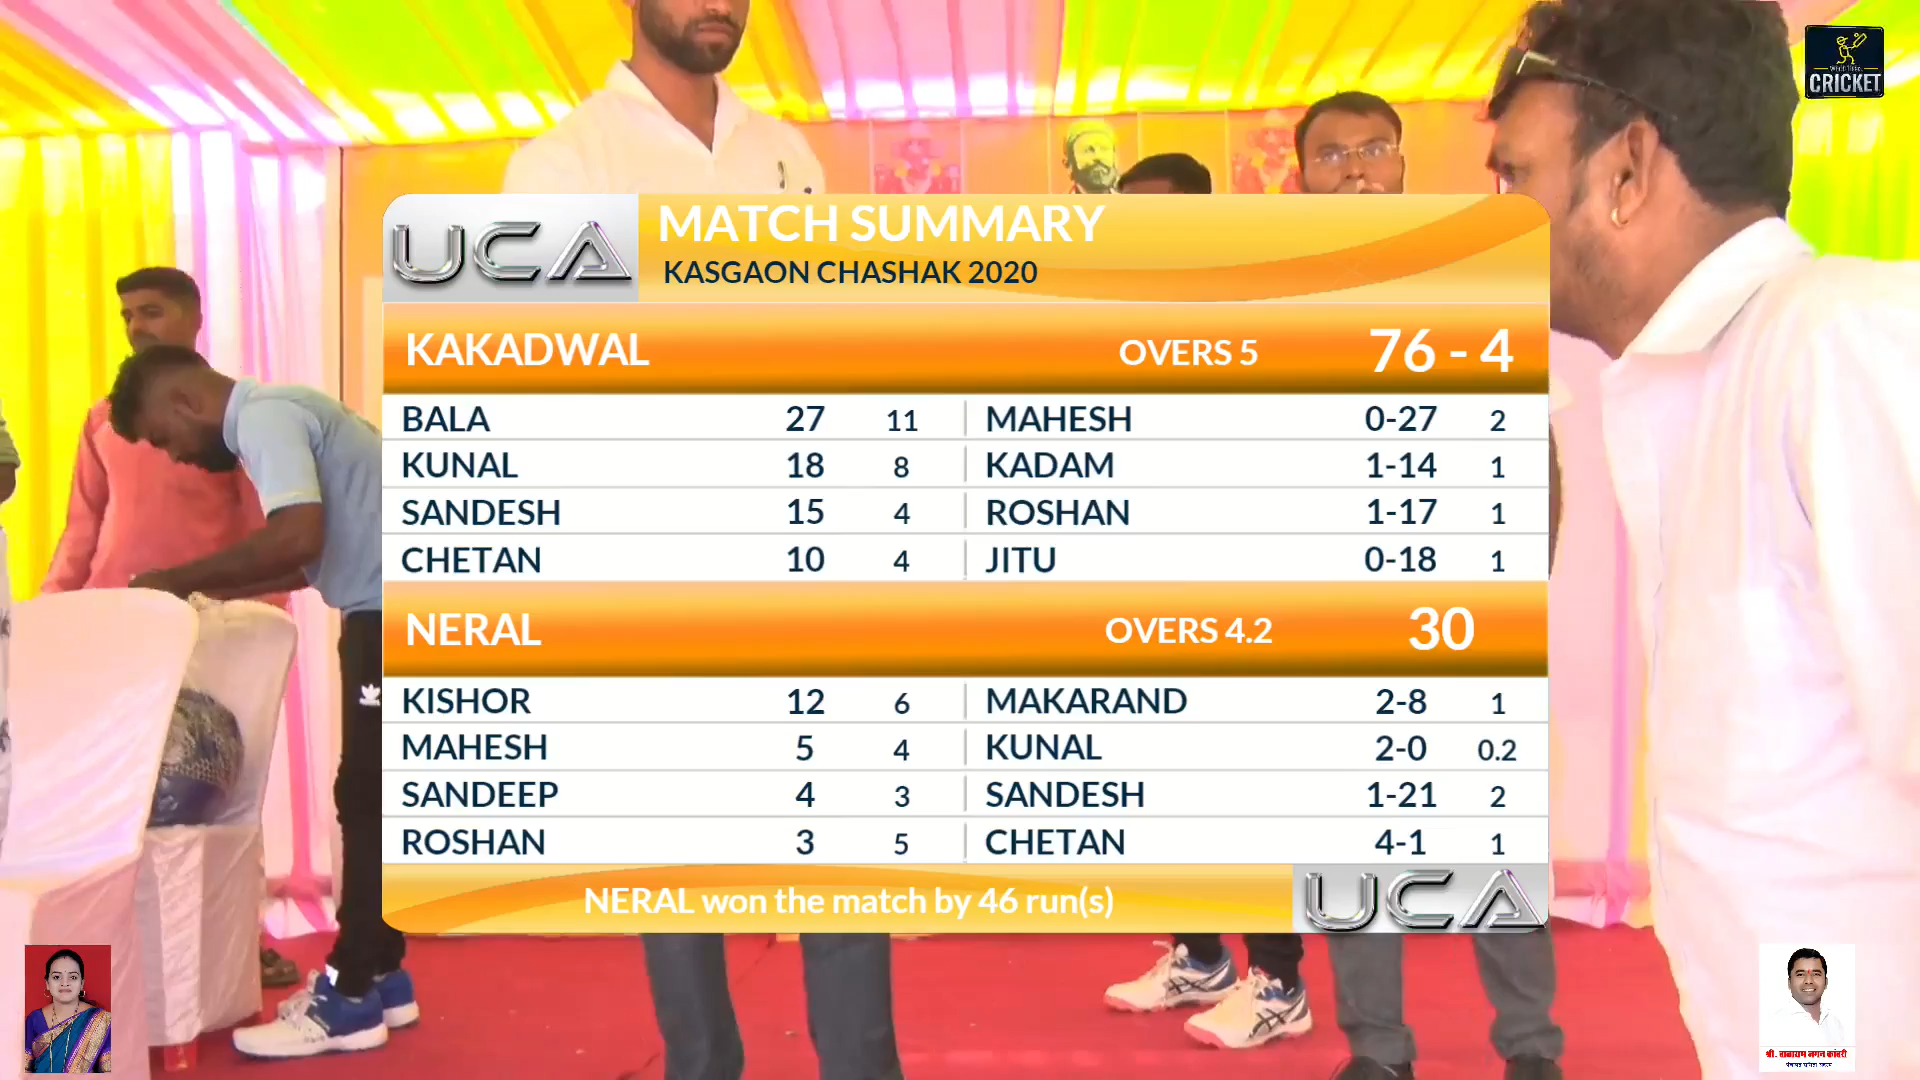 With Titac
CRICKET
UCA
MATCH SUMMARY
KASGAON CHASHAK 2020
KAKADWAL OVERS 5 76 - 4
BALA 27 11 MAHESH 0-27 2
KUNAL 18 8 KADAM 1-14 1
SANDESH 15 4 ROSHAN 1-17 1
CHETAN 10 4 JITU 0-18 1
NERAL OVERS 4.2 30
KISHOR 12 6 MAKARAND 2-8 1
MAHESH 5 4 KUNAL 2-0 0.2
SANDEEP 4 3 SANDESH 1-21 2
ROSHAN 3 5 CHETAN 4-1 1
NERAL won the match by 46 run(s)
UCA
श्री.